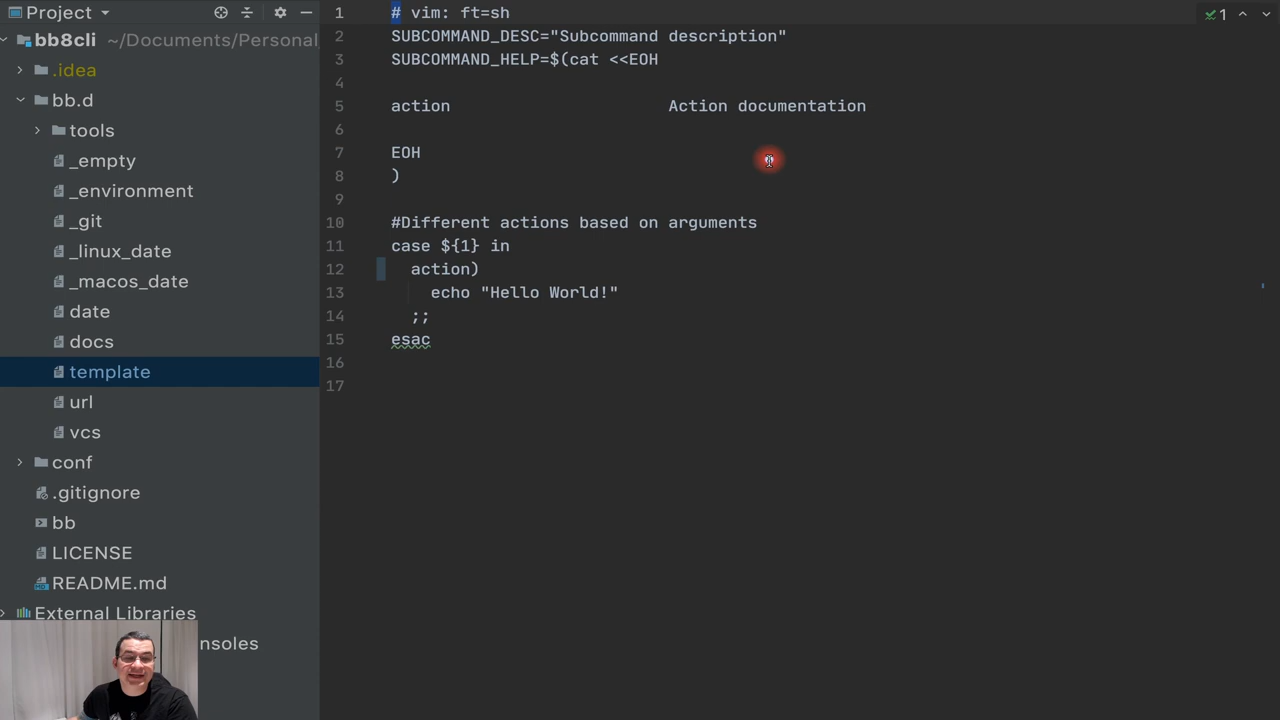 Project
bb8cli ~/Documents/Personal
.idea
bb.d
tools
_empty
_environment
_git
_linux_date
_macos_date
date
docs
template
url
vcs
conf
.gitignore
bb
LICENSE
README.md
External Libraries
nsoles
1 # vim: ft=sh
2 SUBCOMMAND_DESC="Subcommand description"
3 SUBCOMMAND_HELP=$(cat <<EOH
4
5 action Action documentation
6
7 EOH
8 )
9
10 #Different actions based on arguments
11 case ${1} in
12 action)
13 echo "Hello World!"
14 ;;
15 esac
16
17
1